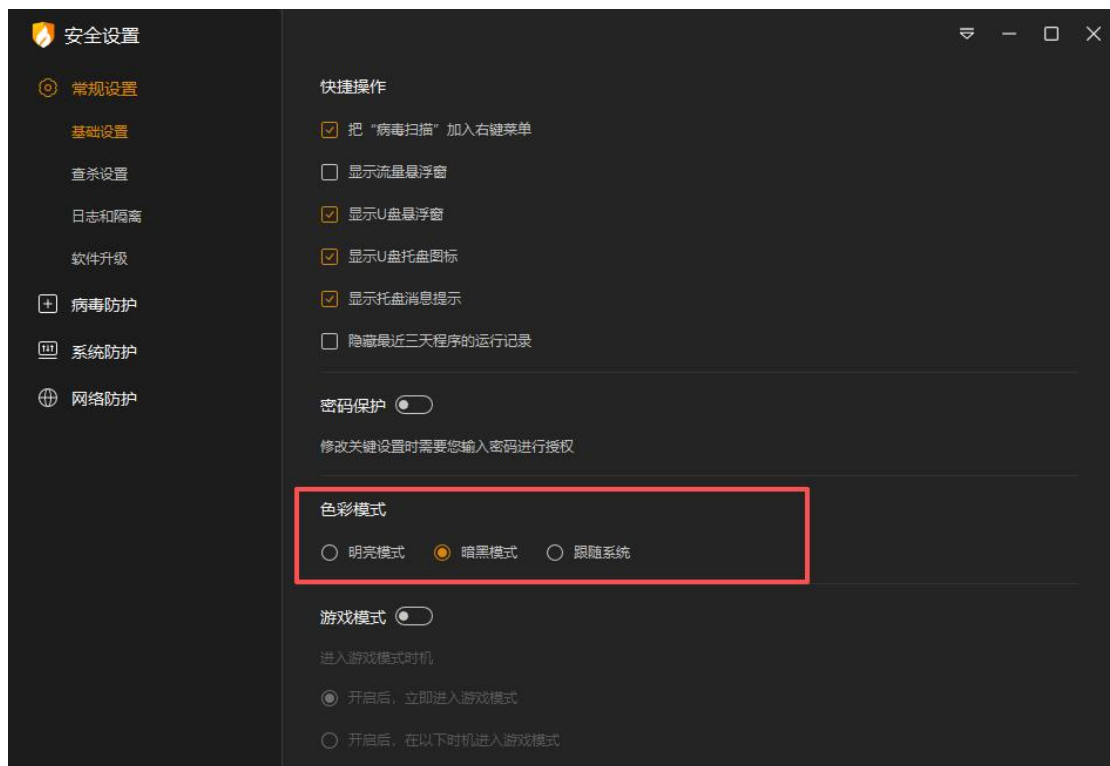 安全设置
常规设置
基础设置
查杀设置
日志和隔离
软件升级
病毒防护
系统防护
网络防护
快捷操作
把“病毒扫描”加入右键菜单
显示流量悬浮窗
显示U盘悬浮窗
显示U盘托盘图标
显示托盘消息提示
隐藏最近三天程序的运行记录
密码保护
修改关键设置时需要您输入密码进行授权
色彩模式
明亮模式 暗黑模式 跟随系统
游戏模式
进入游戏模式时机
开启后，立即进入游戏模式
开启后，在以下时机进入游戏模式